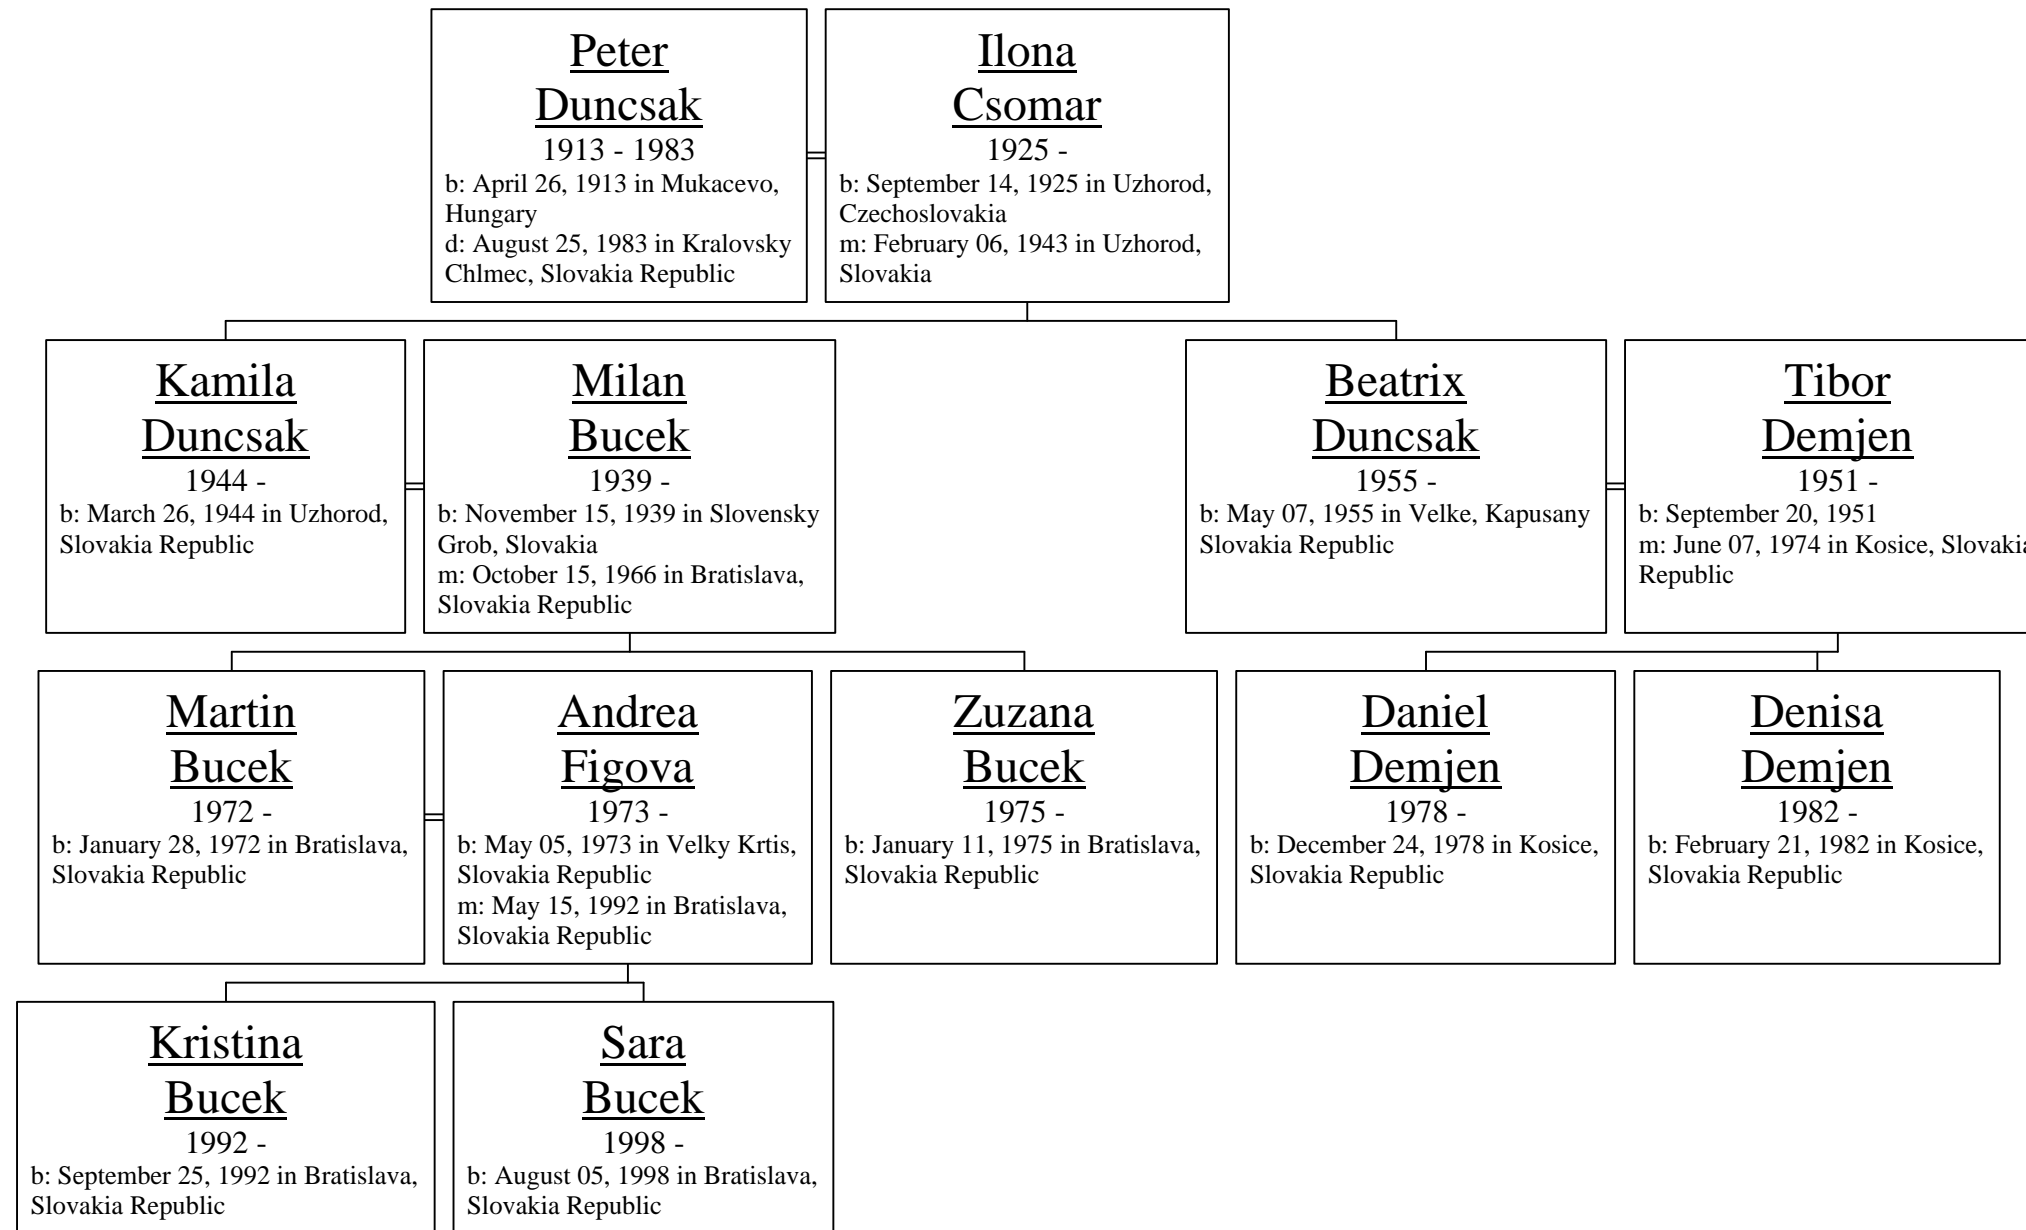 Peter
Duncsak
1913 - 1983
b: April 26, 1913 in Mukacevo,
Hungary
d: August 25, 1983 in Kralovsky
Chlmec, Slovakia Republic
Ilona
Csomar
1925 -
b: September 14, 1925 in Uzhorod,
Czechoslovakia
m: February 06, 1943 in Uzhorod,
Slovakia
Kamila
Duncsak
1944 -
b: March 26, 1944 in Uzhorod,
Slovakia Republic
Milan
Bucek
1939 -
b: November 15, 1939 in Slovensky
Grob, Slovakia
m: October 15, 1966 in Bratislava,
Slovakia Republic
Beatrix
Duncsak
1955 -
b: May 07, 1955 in Velke, Kapusany
Slovakia Republic
Tibor
Demjen
1951 -
b: September 20, 1951
m: June 07, 1974 in Kosice, Slovakia
Republic
Martin
Bucek
1972 -
b: January 28, 1972 in Bratislava,
Slovakia Republic
Andrea
Figova
1973 -
b: May 05, 1973 in Velky Krtis,
Slovakia Republic
m: May 15, 1992 in Bratislava,
Slovakia Republic
Zuzana
Bucek
1975 -
b: January 11, 1975 in Bratislava,
Slovakia Republic
Daniel
Demjen
1978 -
b: December 24, 1978 in Kosice,
Slovakia Republic
Denisa
Demjen
1982 -
b: February 21, 1982 in Kosice,
Slovakia Republic
Kristina
Bucek
1992 -
b: September 25, 1992 in Bratislava,
Slovakia Republic
Sara
Bucek
1998 -
b: August 05, 1998 in Bratislava,
Slovakia Republic